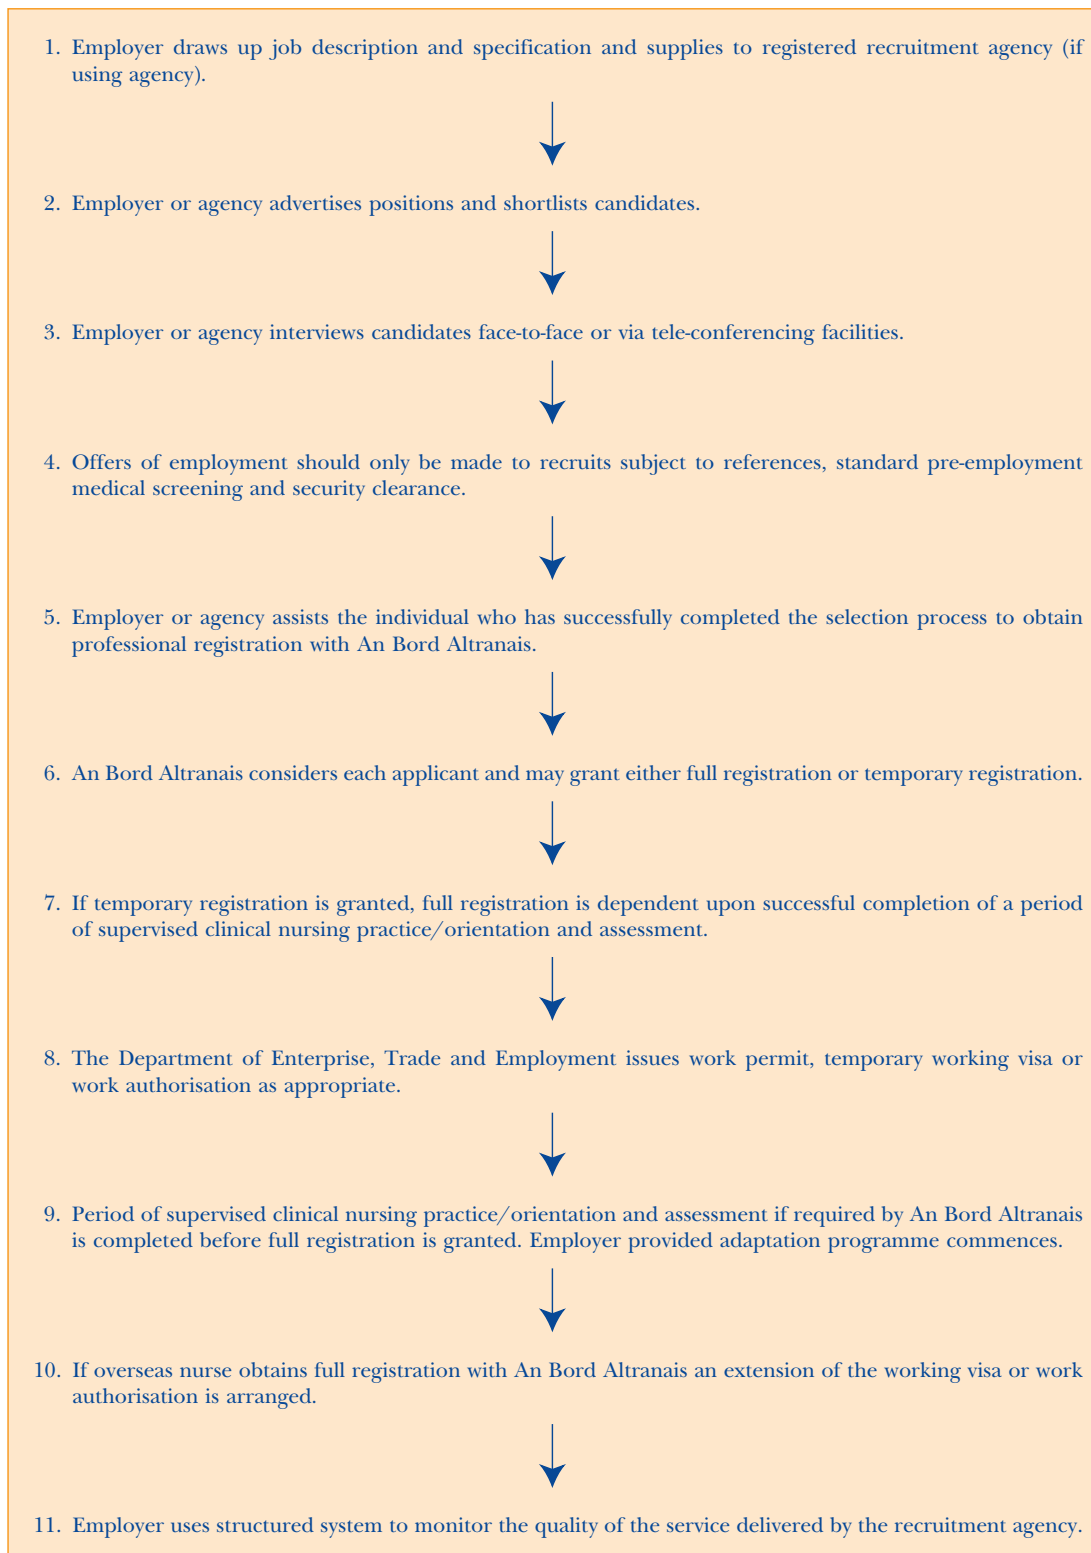 1. Employer draws up job description and specification and supplies to registered recruitment agency (if
using agency).
2. Employer or agency advertises positions and shortlists candidates.
3. Employer or agency interviews candidates face-to-face or via tele-conferencing facilities.
4. Offers of employment should only be made to recruits subject to references, standard pre-employment
medical screening and security clearance.
5. Employer or agency assists the individual who has successfully completed the selection process to obtain
professional registration with An Bord Altranais.
6. An Bord Altranais considers each applicant and may grant either full registration or temporary registration.
7. If temporary registration is granted, full registration is dependent upon successful completion of a period
of supervised clinical nursing practice/orientation and assessment.
8. The Department of Enterprise, Trade and Employment issues work permit, temporary working visa or
work authorisation as appropriate.
9. Period of supervised clinical nursing practice/orientation and assessment if required by An Bord Altranais
is completed before full registration is granted. Employer provided adaptation programme commences.
10. If overseas nurse obtains full registration with An Bord Altranais an extension of the working visa or work
authorisation is arranged.
11. Employer uses structured system to monitor the quality of the service delivered by the recruitment agency.